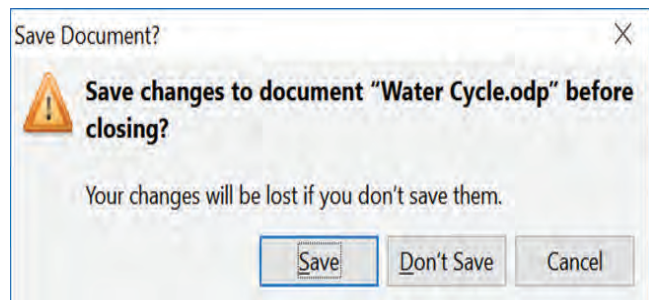 Save Document?
Save changes to document “Water Cycle.odp” before
closing?
Your changes will be lost if you don’t save them.
Save Don’t Save Cancel